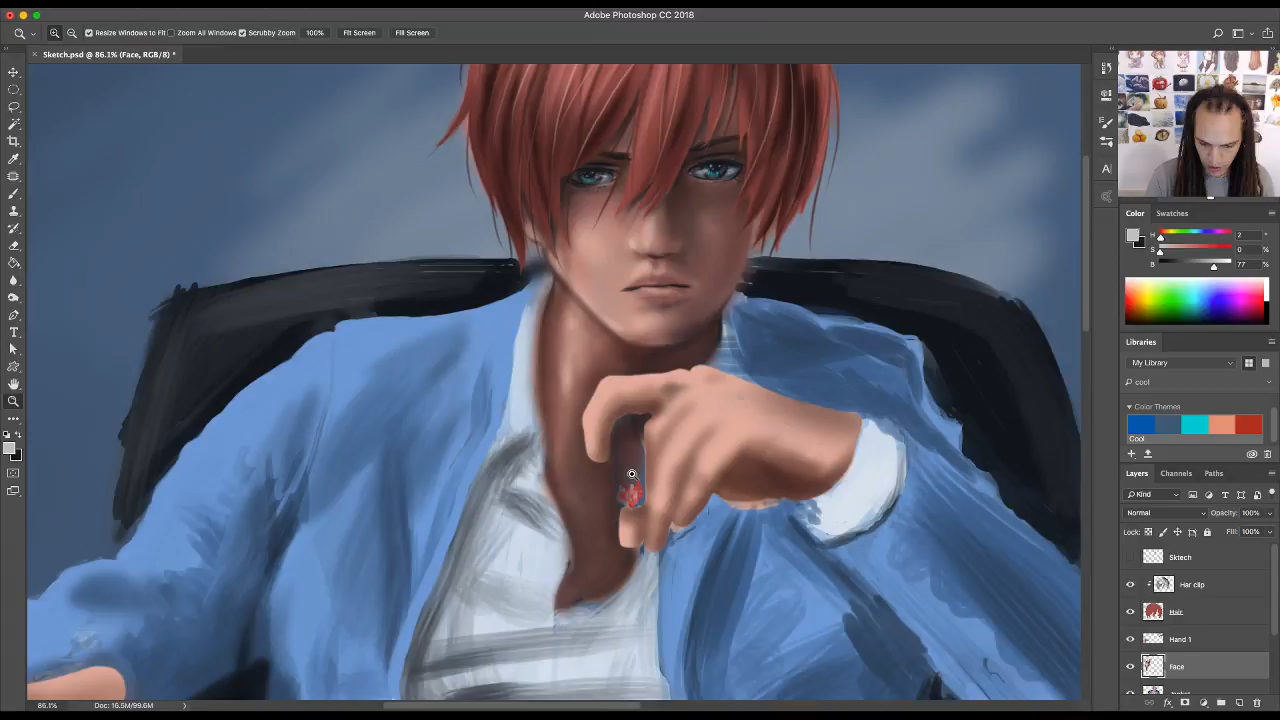 Adobe Photoshop CC 2018
Resize Windows to Fit Zoom All Windows Scrubby Zoom 100% Fit Screen Fill Screen
Sketch.psd @ 86.1% (Face, RGB/8) *
Color Swatches
H 2 °
S 0 %
B 77 %
Libraries
My Library
cool
Color Themes
Cool
Layers Channels Paths
Kind
Normal Opacity: 100%
Lock: Fill: 100%
Sktech
Har clip
Hair
Hand 1
Face
86.1% Doc: 16.5M/99.6M